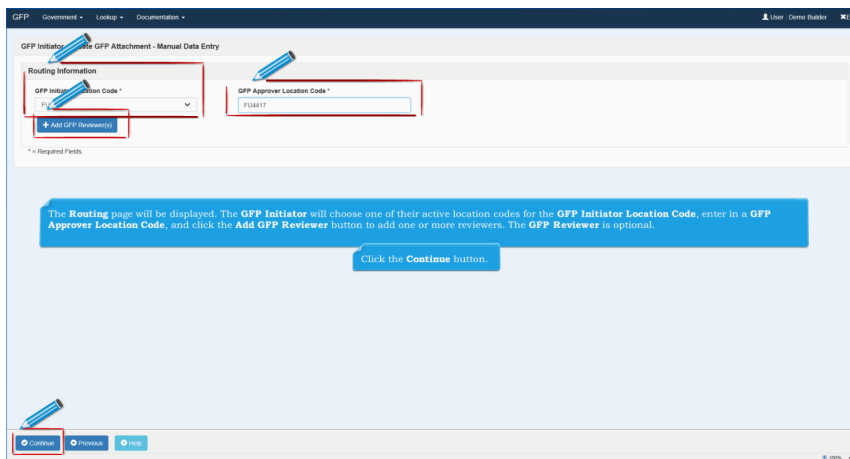 GFP Government Lookup Documentation User : Demo Builder
GFP Initiator GFP Attachment - Manual Data Entry
Routing Information
GFP Initiator Location Code * GFP Approver Location Code *
FU4417
+ Add GFP Reviewer(s)
* = Required Fields.
The Routing page will be displayed. The GFP Initiator will choose one of their active location codes for the GFP Initiator Location Code, enter in a GFP
Approver Location Code, and click the Add GFP Reviewer button to add one or more reviewers. The GFP Reviewer is optional.
Click the Continue button.
Continue Previous Help
100%